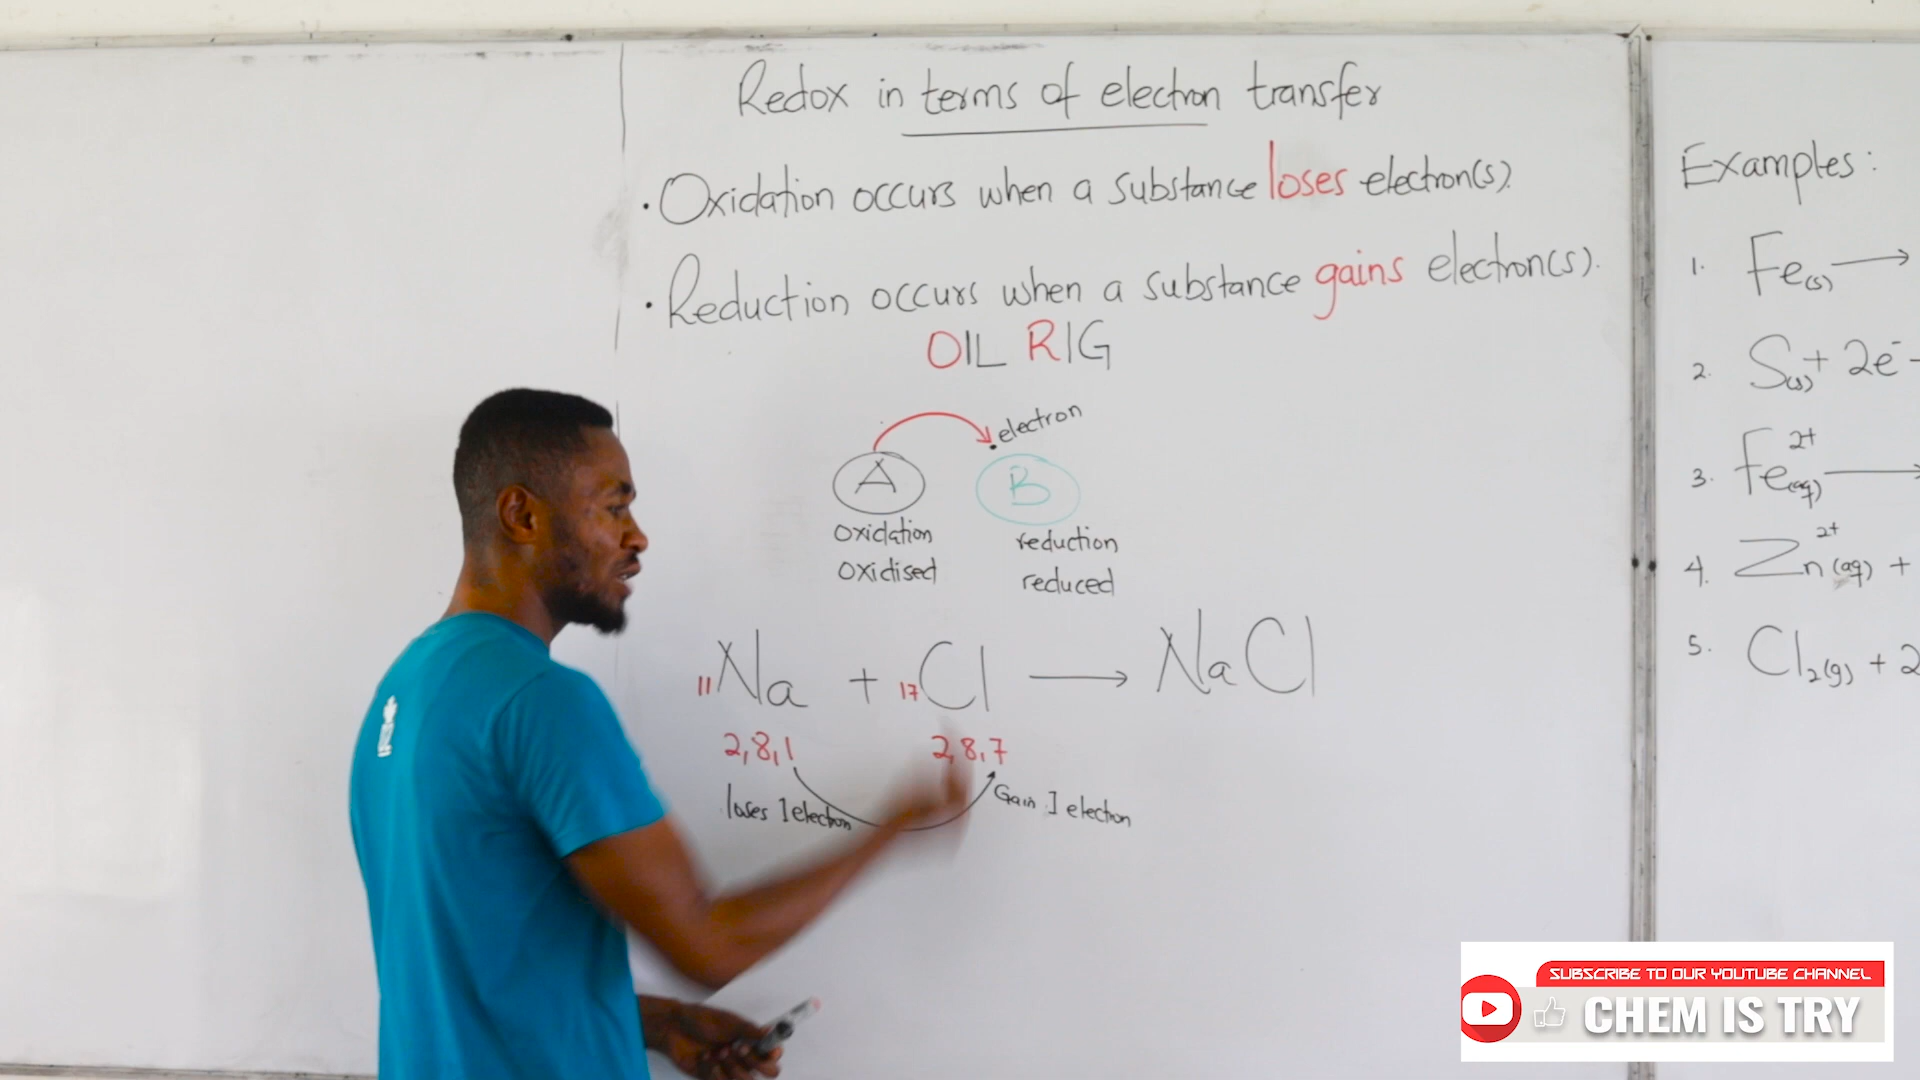 Redox in terms of electron transfer
• Oxidation occurs when a substance loses electron(s).
• Reduction occurs when a substance gains electron(s).
OIL RIG
electron
A
B
oxidation
oxidised
reduction
reduced
₁₁Na + ₁₇Cl → NaCl
2,8,1
2,8,7
loses 1 electron
Gain 1 electron
Examples:
1. Fe(s) →
2. S(s) + 2e⁻
3. Fe²⁺(aq) →
4. Zn²⁺(aq) +
5. Cl₂(g) + 2
SUBSCRIBE TO OUR YOUTUBE CHANNEL
CHEM IS TRY